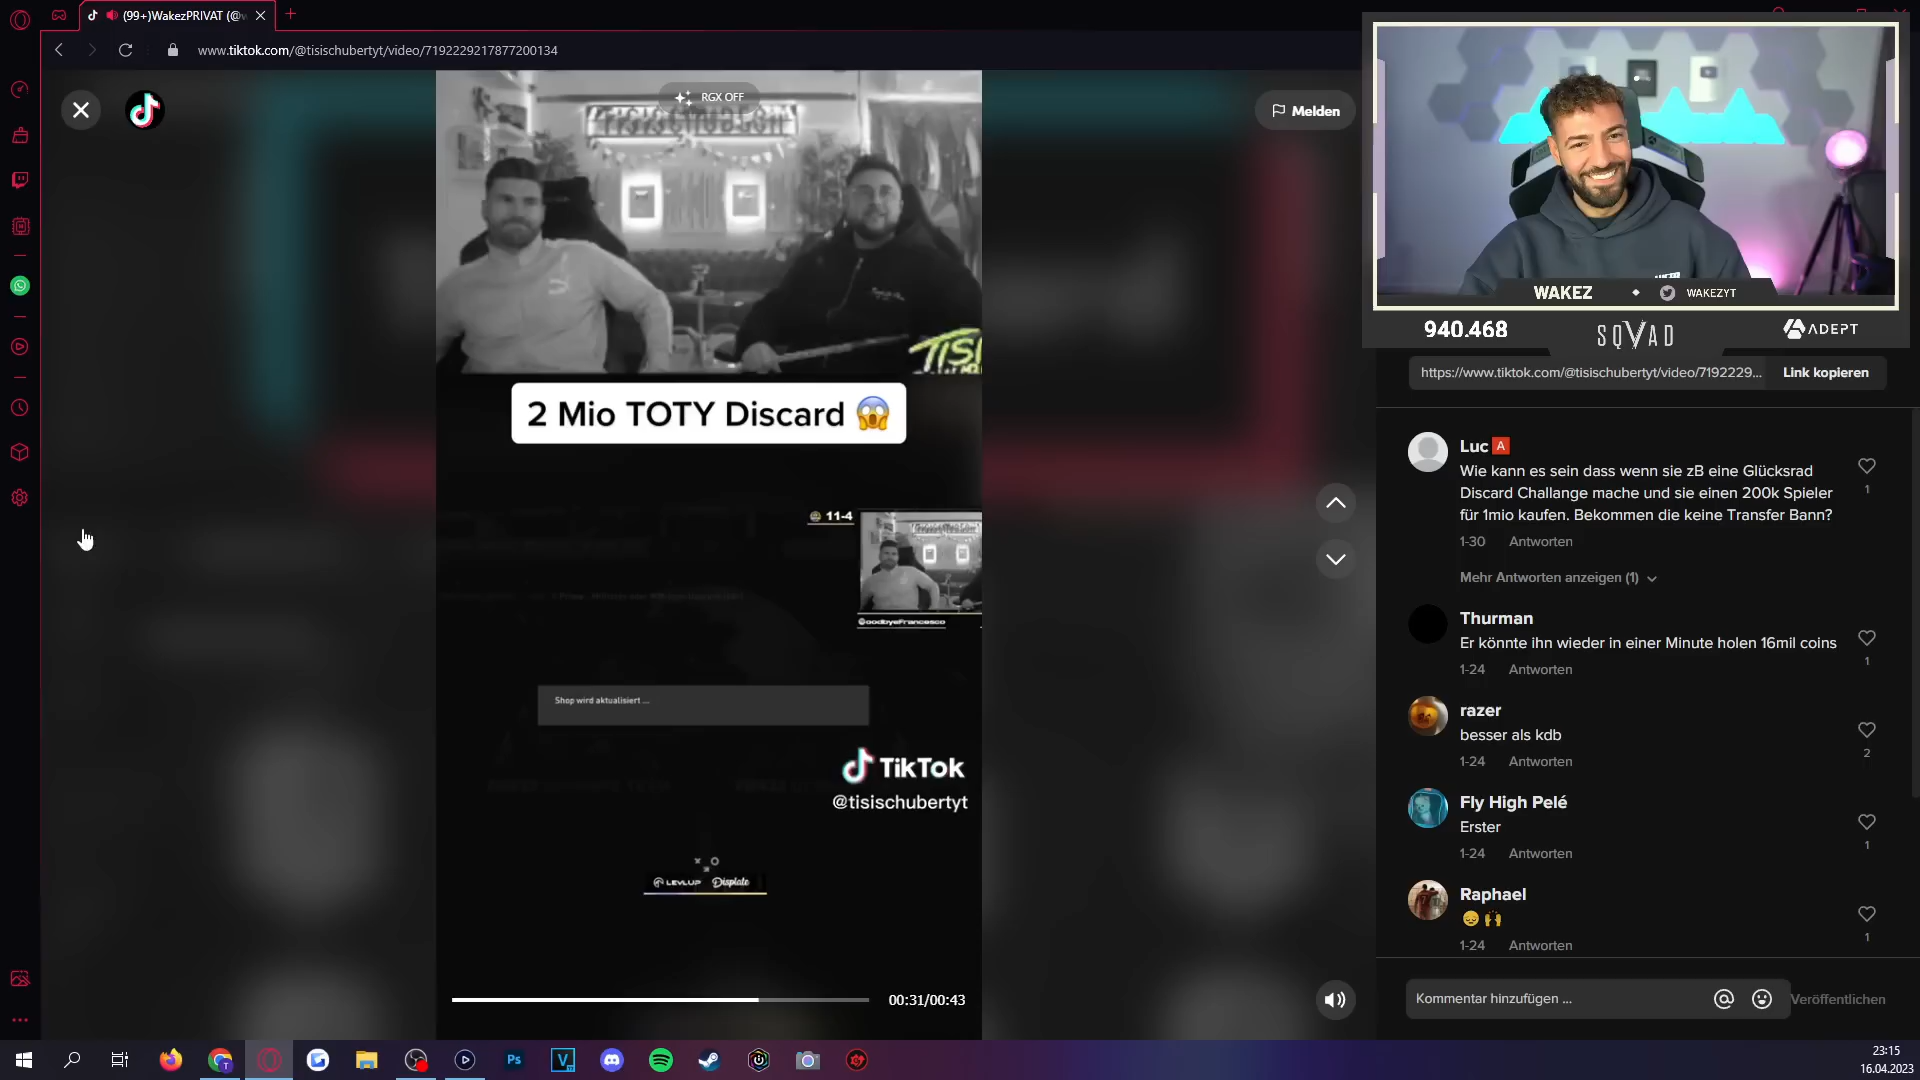 (99+)WakezPRIVAT (@w
www.tiktok.com/@tisischubertyt/video/7192229217877200134
RGX OFF
Melden
TISI
2 Mio TOTY Discard 😱
11-4
@GoodbyeFrancesco
Shop wird aktualisiert ...
TikTok
@tisischubertyt
LEVLUP Displate
00:31/00:43
WAKEZ
WAKEZYT
940.468
SQVAD
ADEPT
https://www.tiktok.com/@tisischubertyt/video/7192229...
Link kopieren
Luc 🅰
Wie kann es sein dass wenn sie zB eine Glücksrad
Discard Challange mache und sie einen 200k Spieler
für 1mio kaufen. Bekommen die keine Transfer Bann?
1
1-30 Antworten
Mehr Antworten anzeigen (1)
Thurman
Er könnte ihn wieder in einer Minute holen 16mil coins
1
1-24 Antworten
razer
besser als kdb
2
1-24 Antworten
Fly High Pelé
Erster
1
1-24 Antworten
Raphael
😔🙌
1
1-24 Antworten
Kommentar hinzufügen ...
Veröffentlichen
Ps
V
23:15
16.04.2023